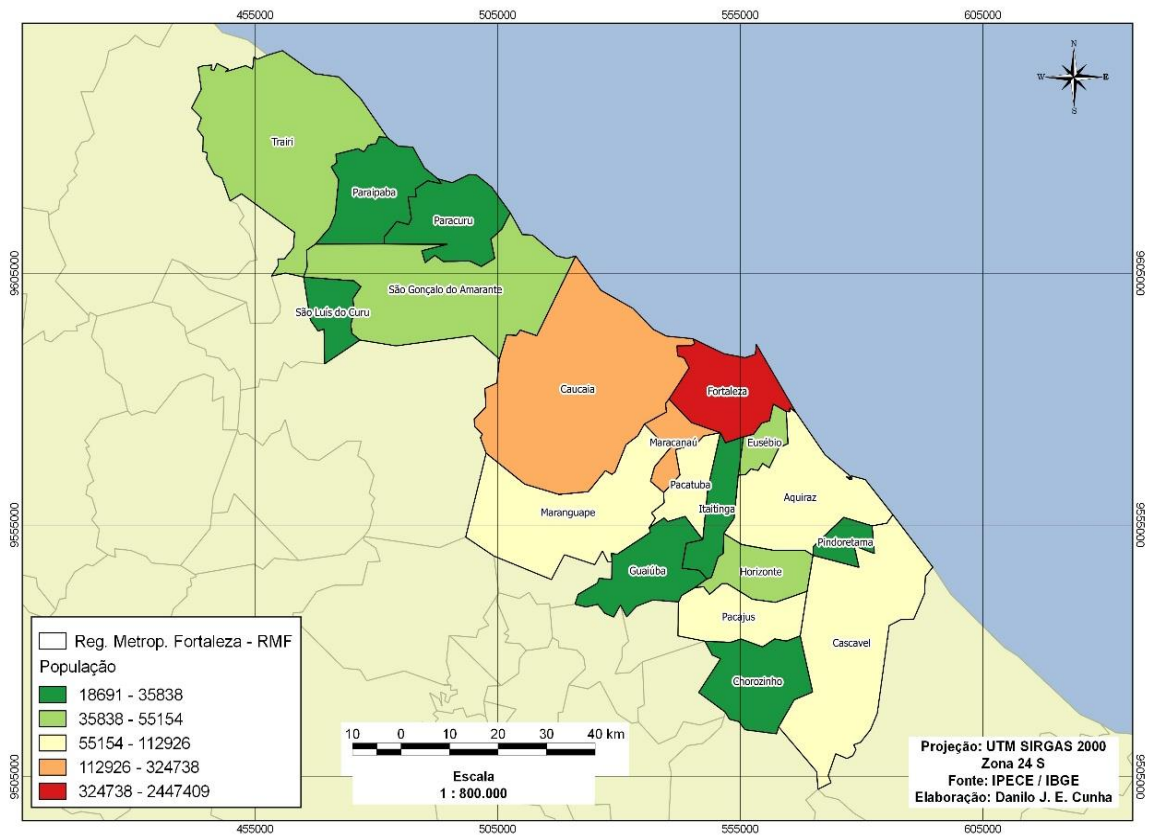 455000 505000 555000 605000
N
W E
S
Trairi
Paraipaba
Paracuru
9605000 9605000
São Gonçalo do Amarante
São Luís do Curu
Caucaia
Fortaleza
Maracanaú
Eusébio
Pacatuba
Aquiraz
Itaitinga
Maranguape
9555000 9555000
Pindoretama
Guaiúba
Horizonte
Pacajus
Cascavel
Chorozinho
Reg. Metrop. Fortaleza - RMF
População
18691 - 35838
35838 - 55154
55154 - 112926
112926 - 324738
324738 - 2447409
10 0 10 20 30 40 km
Escala
1 : 800.000
Projeção: UTM SIRGAS 2000
Zona 24 S
Fonte: IPECE / IBGE
Elaboração: Danilo J. E. Cunha
9505000 9505000
455000 505000 555000 605000